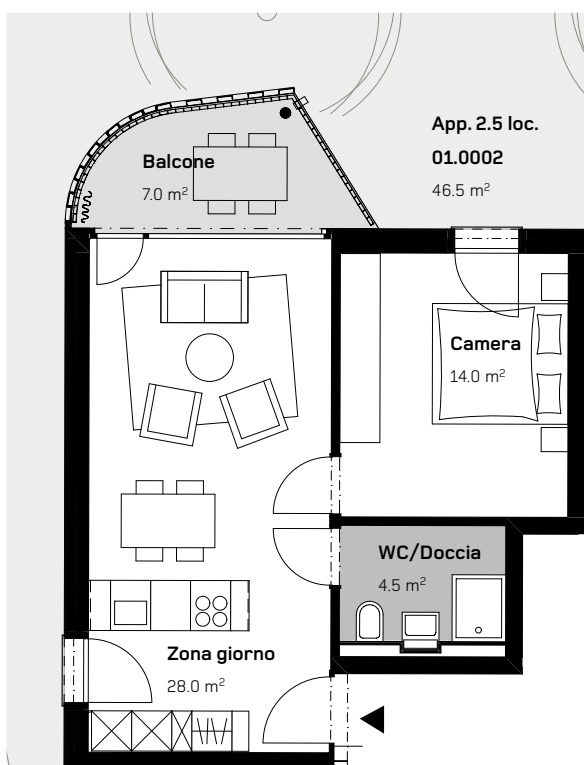 App. 2.5 loc.
01.0002
46.5 m²
Balcone
7.0 m²
Camera
14.0 m²
WC/Doccia
4.5 m²
Zona giorno
28.0 m²